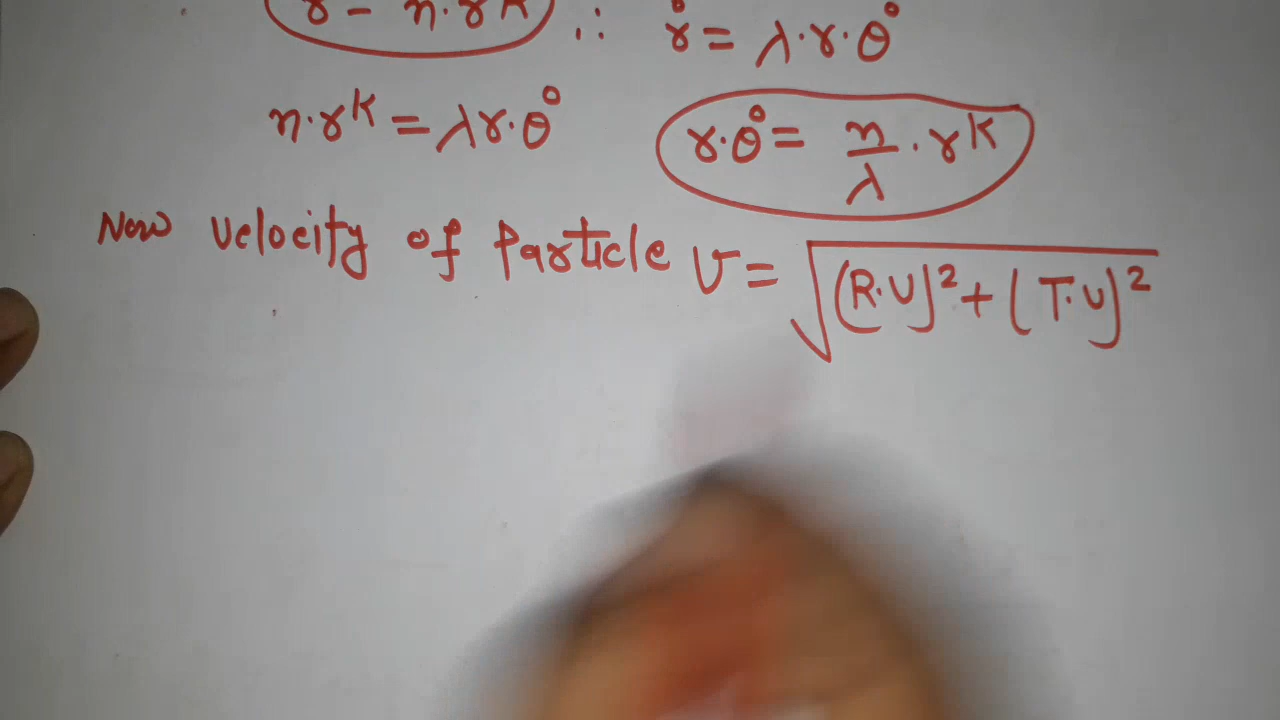 r = n·r^k ∴ ṙ = λ·r·θ°
n·r^k = λr·θ° r·θ° = n/λ · r^k
Now velocity of Particle v = √(R·V)² + (T·V)²